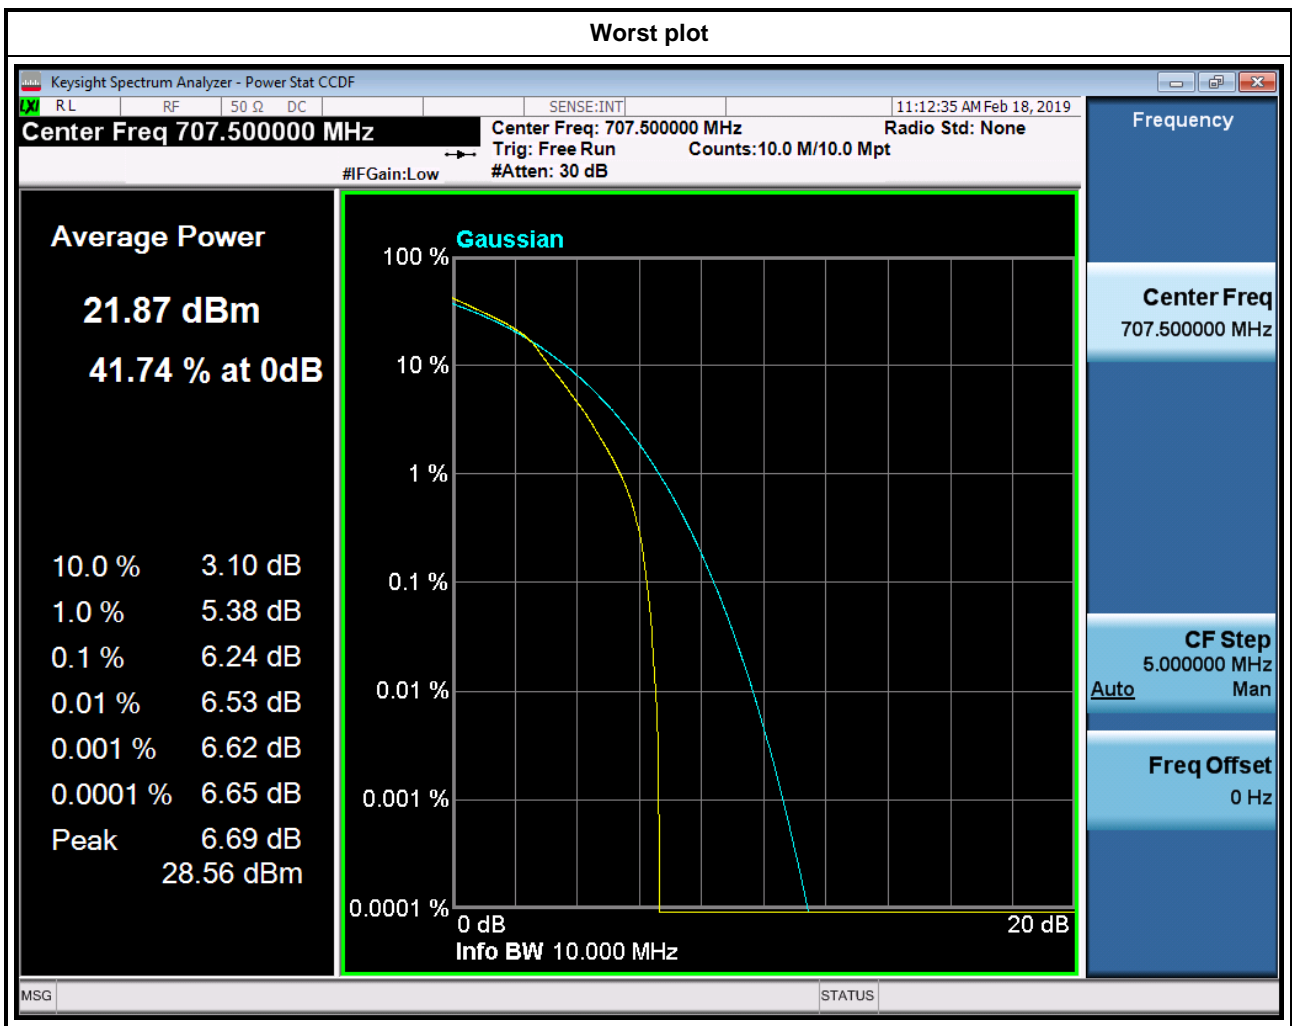 Worst plot
Keysight Spectrum Analyzer - Power Stat CCDF
LXI RL RF 50 Ω DC SENSE:INT 11:12:35 AM Feb 18, 2019
Center Freq 707.500000 MHz
Center Freq: 707.500000 MHz Radio Std: None
Trig: Free Run Counts:10.0 M/10.0 Mpt
#IFGain:Low #Atten: 30 dB
Average Power
21.87 dBm
41.74 % at 0dB
10.0 % 3.10 dB
1.0 % 5.38 dB
0.1 % 6.24 dB
0.01 % 6.53 dB
0.001 % 6.62 dB
0.0001 % 6.65 dB
Peak 6.69 dB
28.56 dBm
Gaussian
100 %
10 %
1 %
0.1 %
0.01 %
0.001 %
0.0001 %
0 dB 20 dB
Info BW 10.000 MHz
Frequency
Center Freq
707.500000 MHz
CF Step
5.000000 MHz
Auto Man
Freq Offset
0 Hz
MSG STATUS